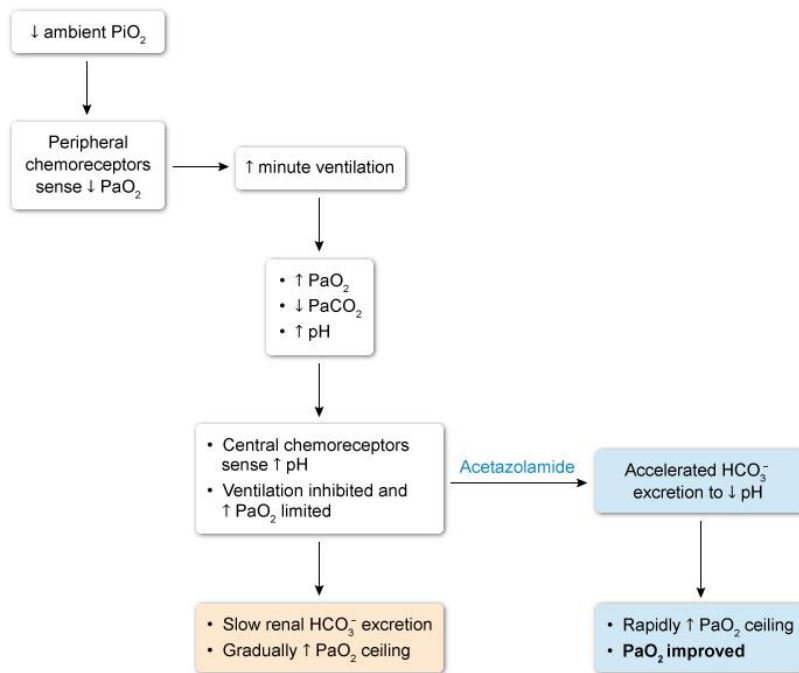 ↓ ambient PiO₂
Peripheral
chemoreceptors
sense ↓ PaO₂
↑ minute ventilation
• ↑ PaO₂
• ↓ PaCO₂
• ↑ pH
• Central chemoreceptors
sense ↑ pH
• Ventilation inhibited and
↑ PaO₂ limited
Acetazolamide
Accelerated HCO₃⁻
excretion to ↓ pH
• Slow renal HCO₃⁻ excretion
• Gradually ↑ PaO₂ ceiling
• Rapidly ↑ PaO₂ ceiling
• PaO₂ improved